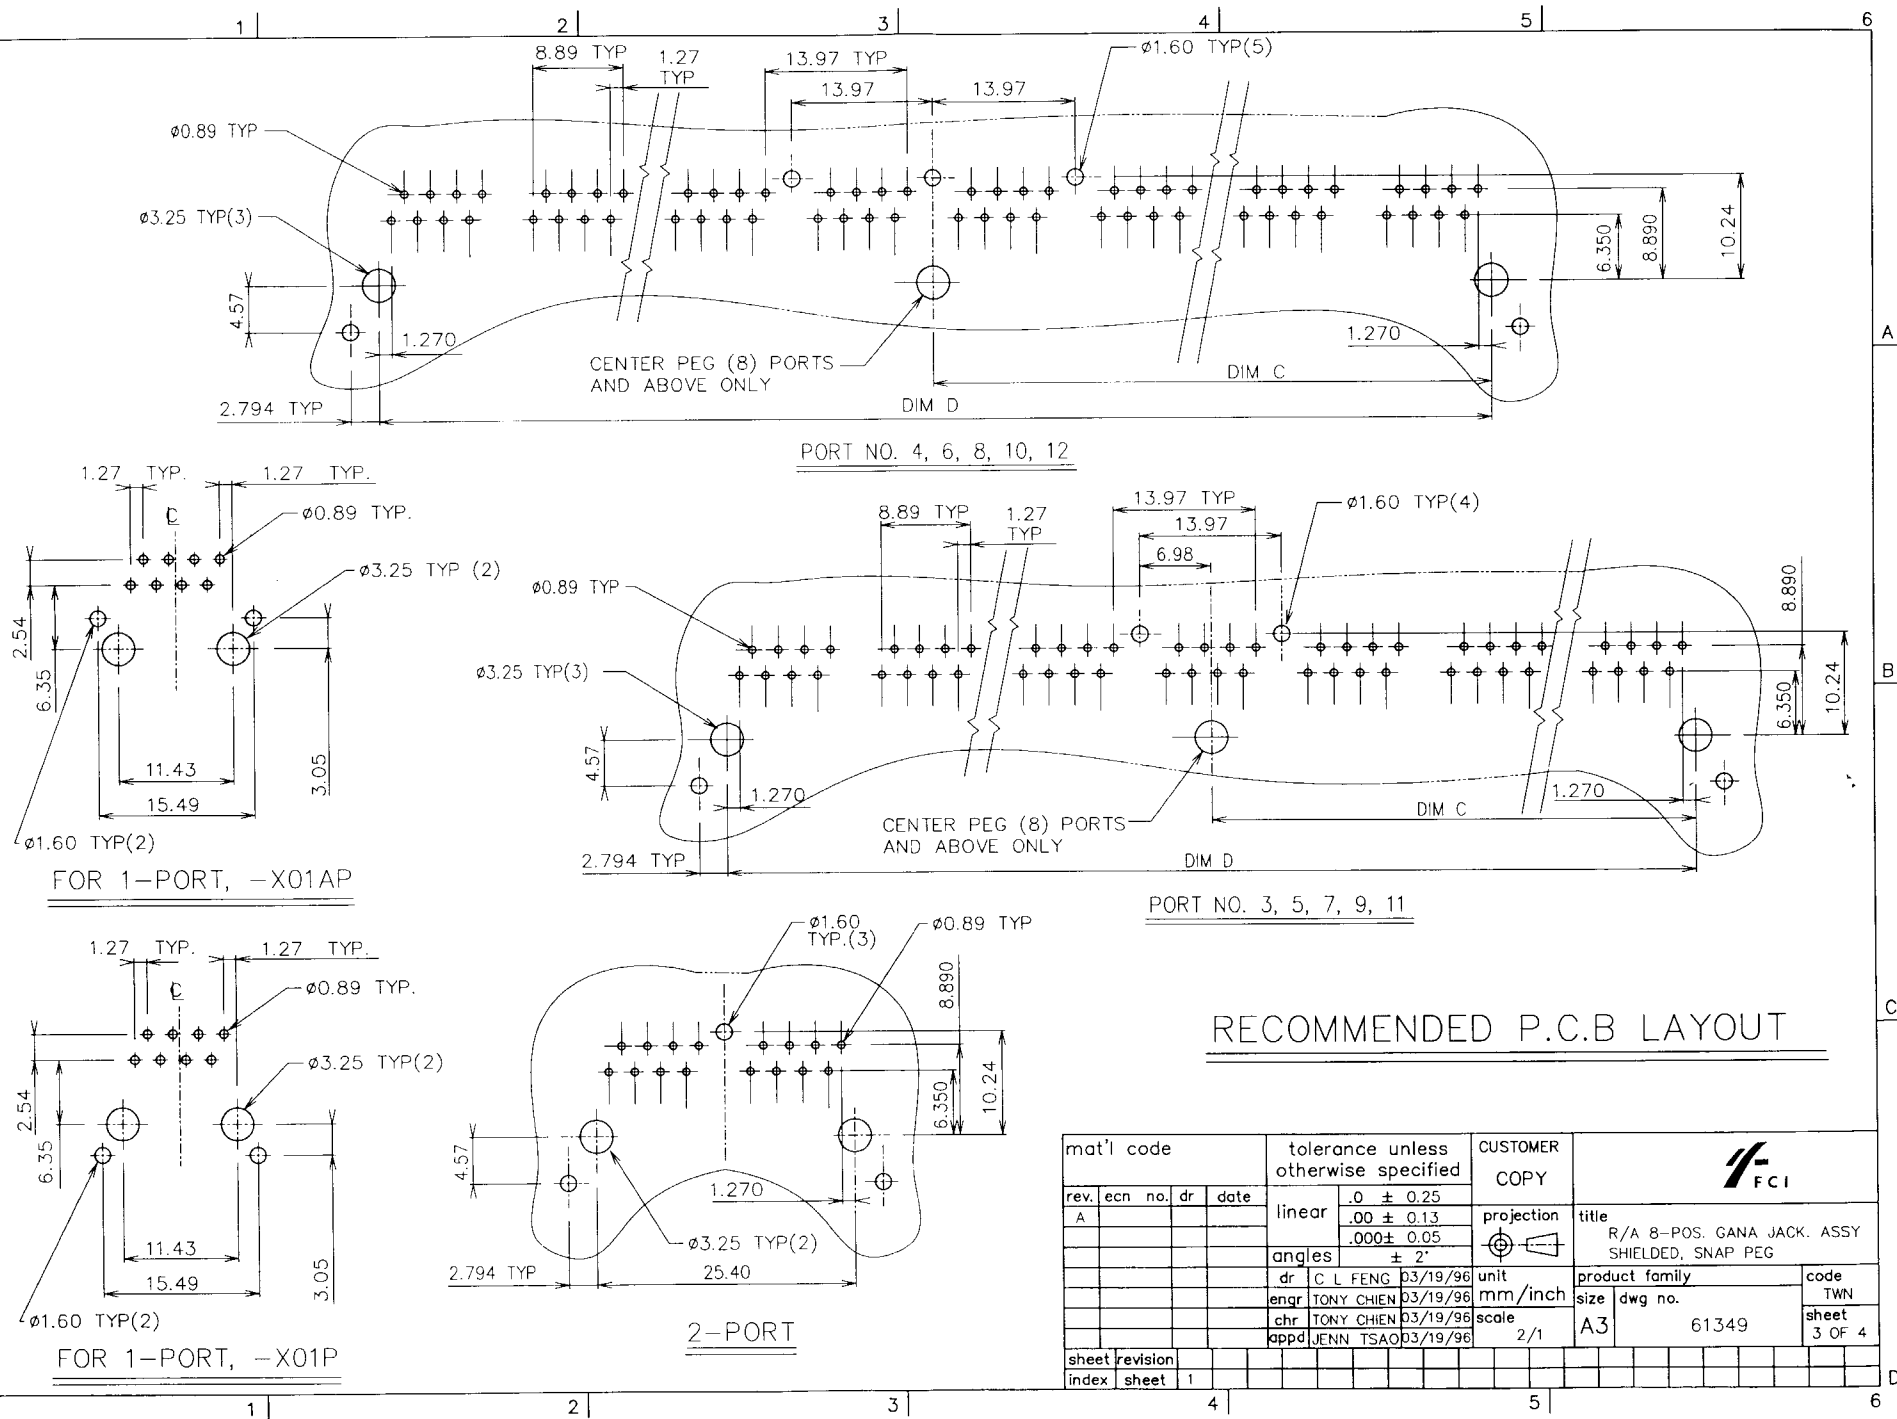 1 2 3 4 5 6
8.89 TYP
1.27
TYP
13.97 TYP
13.97
13.97
ø1.60 TYP(5)
ø0.89 TYP
ø3.25 TYP(3)
4.57
1.270
2.794 TYP
CENTER PEG (8) PORTS
AND ABOVE ONLY
DIM C
DIM D
1.270
6.350
8.890
10.24
A
PORT NO. 4, 6, 8, 10, 12
1.27 TYP.
1.27 TYP.
ø0.89 TYP.
ø3.25 TYP (2)
2.54
6.35
11.43
15.49
3.05
ø1.60 TYP(2)
FOR 1-PORT, -X01AP
8.89 TYP
1.27
TYP
13.97 TYP
13.97
6.98
ø1.60 TYP(4)
ø0.89 TYP
ø3.25 TYP(3)
4.57
1.270
2.794 TYP
CENTER PEG (8) PORTS
AND ABOVE ONLY
DIM C
DIM D
1.270
6.350
8.890
10.24
B
PORT NO. 3, 5, 7, 9, 11
1.27 TYP.
1.27 TYP.
ø0.89 TYP.
ø3.25 TYP(2)
2.54
6.35
11.43
15.49
3.05
ø1.60 TYP(2)
FOR 1-PORT, -X01P
ø1.60
TYP.(3)
ø0.89 TYP
8.890
6.350
10.24
4.57
1.270
ø3.25 TYP(2)
2.794 TYP
25.40
2-PORT
C
RECOMMENDED P.C.B LAYOUT
mat'l code
tolerance unless
otherwise specified
CUSTOMER
COPY
FCI
rev. ecn no. dr date
A
linear
.0 ± 0.25
.00 ± 0.13
.000± 0.05
angles ± 2°
projection
title
R/A 8-POS. GANA JACK. ASSY
SHIELDED, SNAP PEG
dr C L FENG 03/19/96
engr TONY CHIEN 03/19/96
chr TONY CHIEN 03/19/96
appd JENN TSAO 03/19/96
unit
mm/inch
scale
2/1
product family
code
TWN
size
A3
dwg no.
61349
sheet
3 OF 4
sheet revision
index sheet 1
D
1 2 3 4 5 6